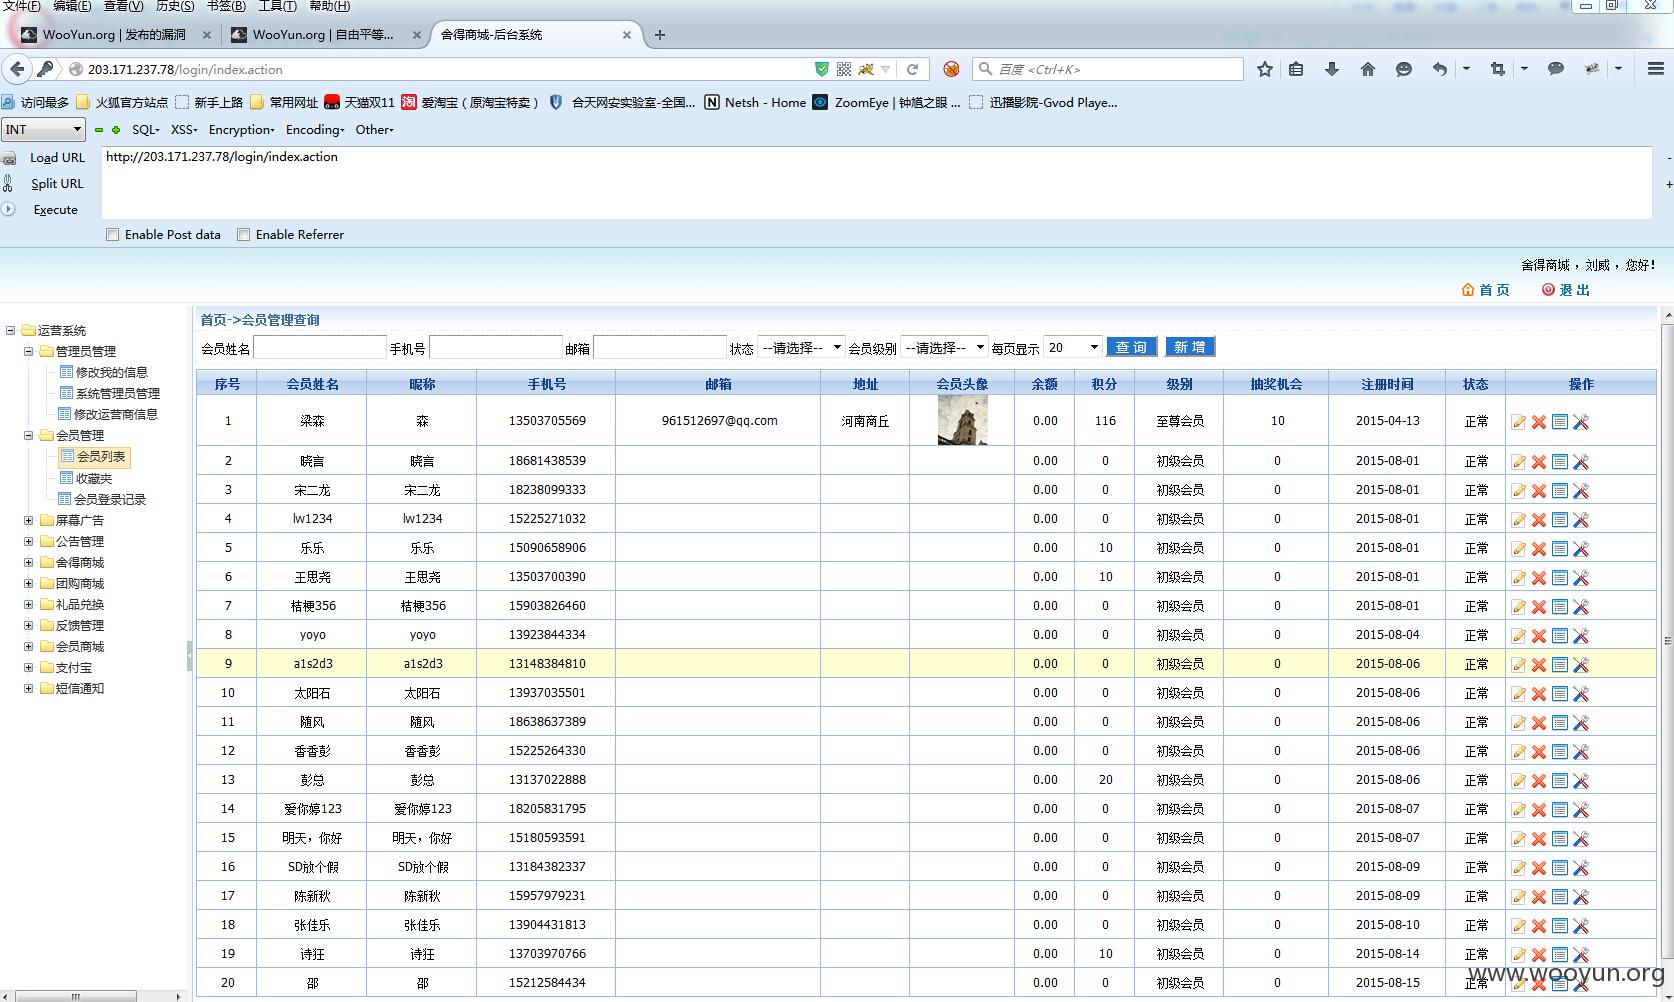 文件(F) 编辑(E) 查看(V) 历史(S) 书签(B) 工具(T) 帮助(H)
WooYun.org | 发布的漏洞 WooYun.org | 自由平等... 舍得商城-后台系统
203.171.237.78/login/index.action 百度 <Ctrl+K>
访问最多 火狐官方站点 新手上路 常用网址 天猫双11 淘 爱淘宝（原淘宝特卖） 合天网安实验室-全国... Netsh - Home ZoomEye | 钟馗之眼 ... 迅播影院-Gvod Playe...
INT SQL XSS Encryption Encoding Other
Load URL http://203.171.237.78/login/index.action
Split URL
Execute
Enable Post data Enable Referrer
舍得商城，刘威，您好!
首 页 退 出
运营系统
管理员管理
修改我的信息
系统管理员管理
修改运营商信息
会员管理
会员列表
收藏夹
会员登录记录
屏幕广告
公告管理
舍得商城
团购商城
礼品兑换
反馈管理
会员商城
支付宝
短信通知
首页->会员管理查询
会员姓名 手机号 邮箱 状态 --请选择-- 会员级别 --请选择-- 每页显示 20 查 询 新 增
序号 会员姓名 昵称 手机号 邮箱 地址 会员头像 余额 积分 级别 抽奖机会 注册时间 状态 操作
1 梁森 森 13503705569 961512697@qq.com 河南商丘 0.00 116 至尊会员 10 2015-04-13 正常
2 晓言 晓言 18681438539 0.00 0 初级会员 0 2015-08-01 正常
3 宋二龙 宋二龙 18238099333 0.00 0 初级会员 0 2015-08-01 正常
4 lw1234 lw1234 15225271032 0.00 0 初级会员 0 2015-08-01 正常
5 乐乐 乐乐 15090658906 0.00 10 初级会员 0 2015-08-01 正常
6 王思尧 王思尧 13503700390 0.00 10 初级会员 0 2015-08-01 正常
7 桔梗356 桔梗356 15903826460 0.00 0 初级会员 0 2015-08-01 正常
8 yoyo yoyo 13923844334 0.00 0 初级会员 0 2015-08-04 正常
9 a1s2d3 a1s2d3 13148384810 0.00 0 初级会员 0 2015-08-06 正常
10 太阳石 太阳石 13937035501 0.00 0 初级会员 0 2015-08-06 正常
11 随风 随风 18638637389 0.00 0 初级会员 0 2015-08-06 正常
12 香香彭 香香彭 15225264330 0.00 0 初级会员 0 2015-08-06 正常
13 彭总 彭总 13137022888 0.00 20 初级会员 0 2015-08-06 正常
14 爱你婷123 爱你婷123 18205831795 0.00 0 初级会员 0 2015-08-07 正常
15 明天，你好 明天，你好 15180593591 0.00 0 初级会员 0 2015-08-07 正常
16 SD放个假 SD放个假 13184382337 0.00 0 初级会员 0 2015-08-09 正常
17 陈新秋 陈新秋 15957979231 0.00 0 初级会员 0 2015-08-09 正常
18 张佳乐 张佳乐 13904431813 0.00 0 初级会员 0 2015-08-10 正常
19 诗狂 诗狂 13703970766 0.00 10 初级会员 0 2015-08-14 正常
20 邵 邵 15212584434 0.00 0 初级会员 0 2015-08-15 正常
www.wooyun.org